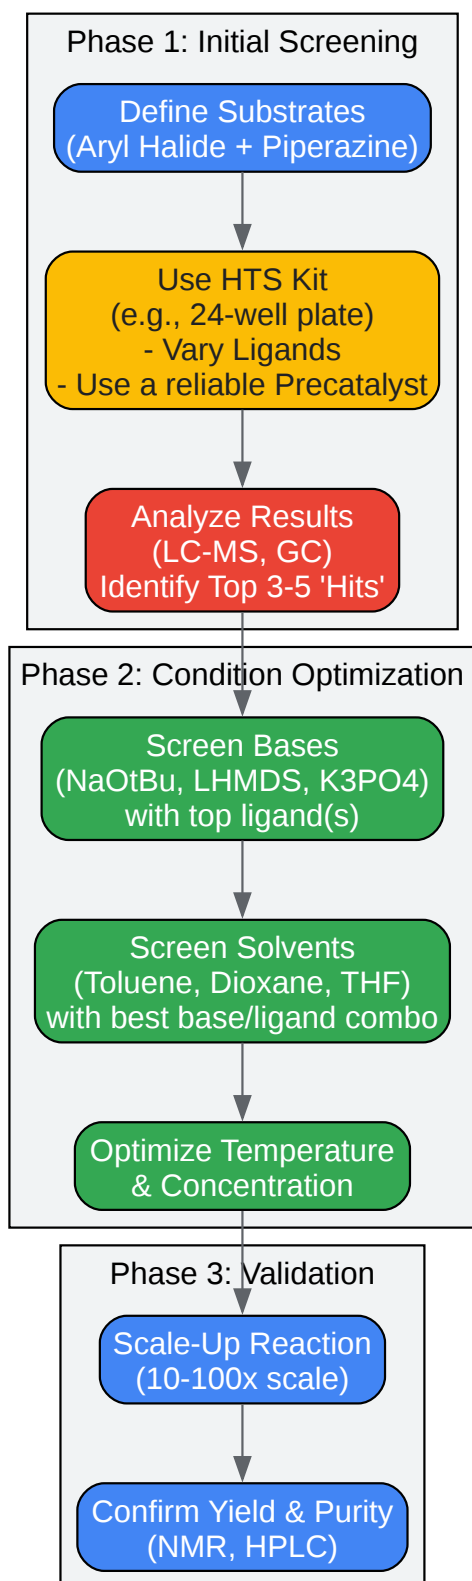 Phase 1: Initial Screening
Define Substrates
(Aryl Halide + Piperazine)
Use HTS Kit
(e.g., 24-well plate)
- Vary Ligands
- Use a reliable Precatalyst
Analyze Results
(LC-MS, GC)
Identify Top 3-5 'Hits'
Phase 2: Condition Optimization
Screen Bases
(NaOtBu, LHMDS, K3PO4)
with top ligand(s)
Screen Solvents
(Toluene, Dioxane, THF)
with best base/ligand combo
Optimize Temperature
& Concentration
Phase 3: Validation
Scale-Up Reaction
(10-100x scale)
Confirm Yield & Purity
(NMR, HPLC)